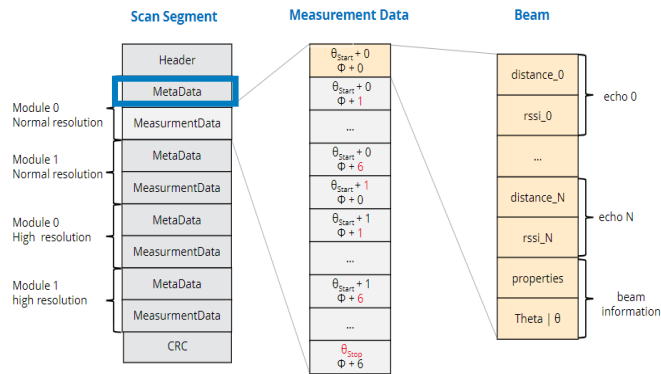 Scan Segment
Header
MetaData
MeasurmentData
MetaData
MeasurmentData
MetaData
MeasurmentData
MetaData
MeasurmentData
CRC
Module 0
Normal resolution
Module 1
Normal resolution
Module 0
High resolution
Module 1
high resolution
Measurement Data
θStart + 0
Φ + 0
θStart + 0
Φ + 1
...
θStart + 0
Φ + 6
θStart + 1
Φ + 0
θStart + 1
Φ + 1
...
θStart + 1
Φ + 6
...
θStop
Φ + 6
Beam
distance_0
rssi_0
...
distance_N
rssi_N
properties
Theta | θ
echo 0
echo N
beam
information